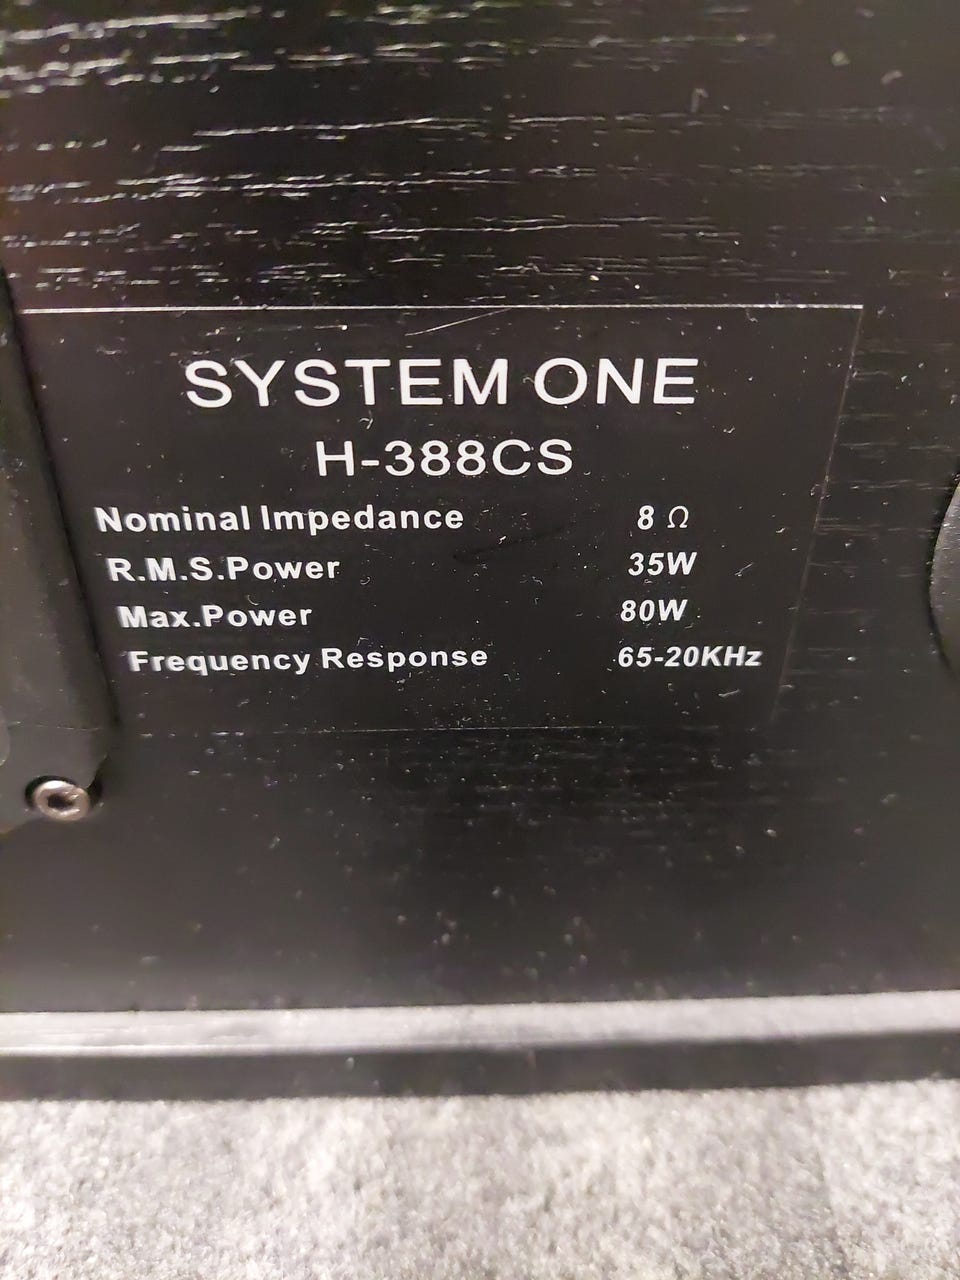 SYSTEM ONE
H-388CS
Nominal Impedance 8 Ω
R.M.S.Power 35W
Max.Power 80W
Frequency Response 65-20KHz